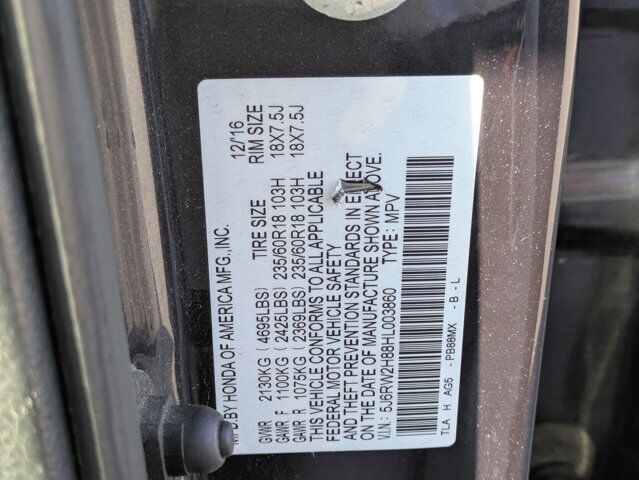 MFD.BY HONDA OF AMERICA MFG.,INC. 12/16
TIRE SIZE RIM SIZE
GVWR 2130KG (4695LBS)
GAWR F 1100KG (2425LBS) 235/60R18 103H 18X7.5J
GAWR R 1075KG (2369LBS) 235/60R18 103H 18X7.5J
THIS VEHICLE CONFORMS TO ALL APPLICABLE
FEDERAL MOTOR VEHICLE SAFETY
AND THEFT PREVENTION STANDARDS IN EFFECT
ON THE DATE OF MANUFACTURE SHOWN ABOVE.
V.I.N.: 5J6RW2H88HL003860 TYPE: MPV
TLA H AG5 - PB88MX - B - L